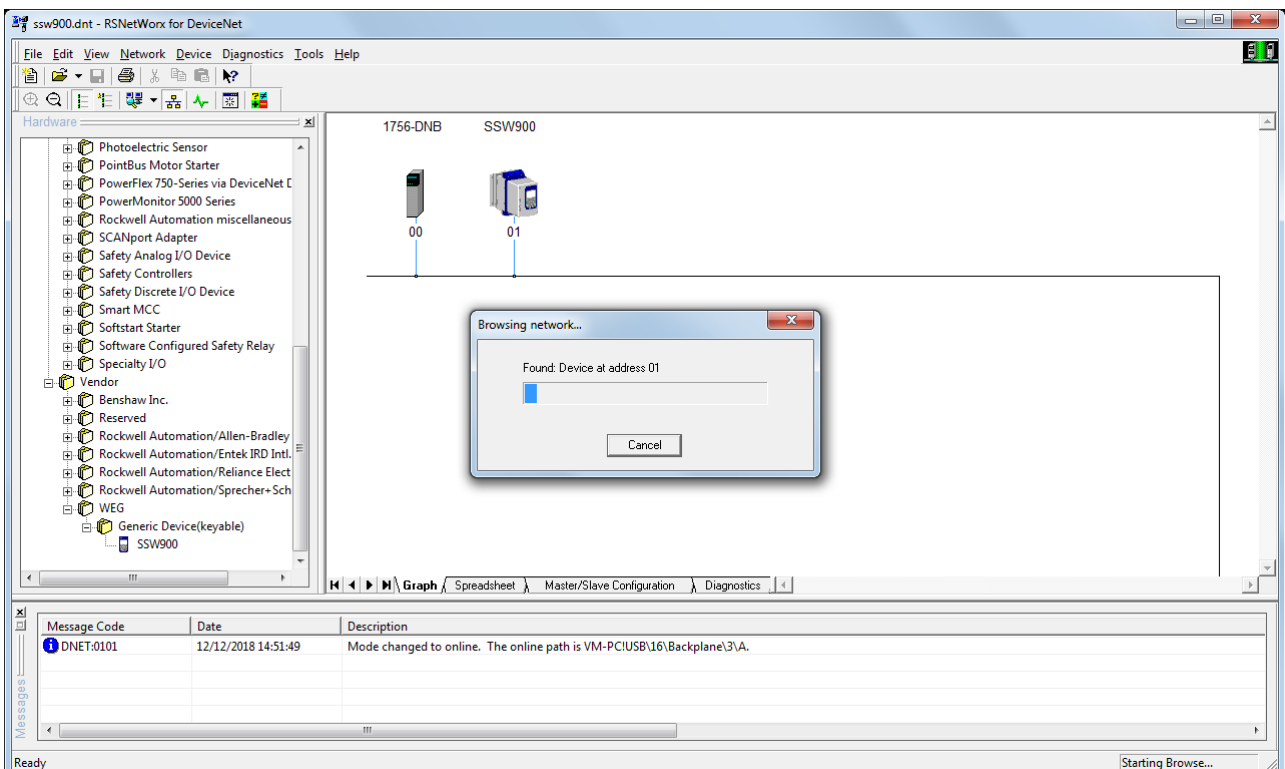 ssw900.dnt - RSNetWorx for DeviceNet
File Edit View Network Device Diagnostics Tools Help
Hardware
Photoelectric Sensor
PointBus Motor Starter
PowerFlex 750-Series via DeviceNet D
PowerMonitor 5000 Series
Rockwell Automation miscellaneous
SCANport Adapter
Safety Analog I/O Device
Safety Controllers
Safety Discrete I/O Device
Smart MCC
Softstart Starter
Software Configured Safety Relay
Specialty I/O
Vendor
Benshaw Inc.
Reserved
Rockwell Automation/Allen-Bradley
Rockwell Automation/Entek IRD Intl.
Rockwell Automation/Reliance Elect
Rockwell Automation/Sprecher+Sch
WEG
Generic Device(keyable)
SSW900
1756-DNB SSW900
00 01
Browsing network...
Found: Device at address 01
Cancel
Graph Spreadsheet Master/Slave Configuration Diagnostics
Messages
Message Code Date Description
DNET:0101 12/12/2018 14:51:49 Mode changed to online. The online path is VM-PC!USB\16\Backplane\3\A.
Ready Starting Browse...